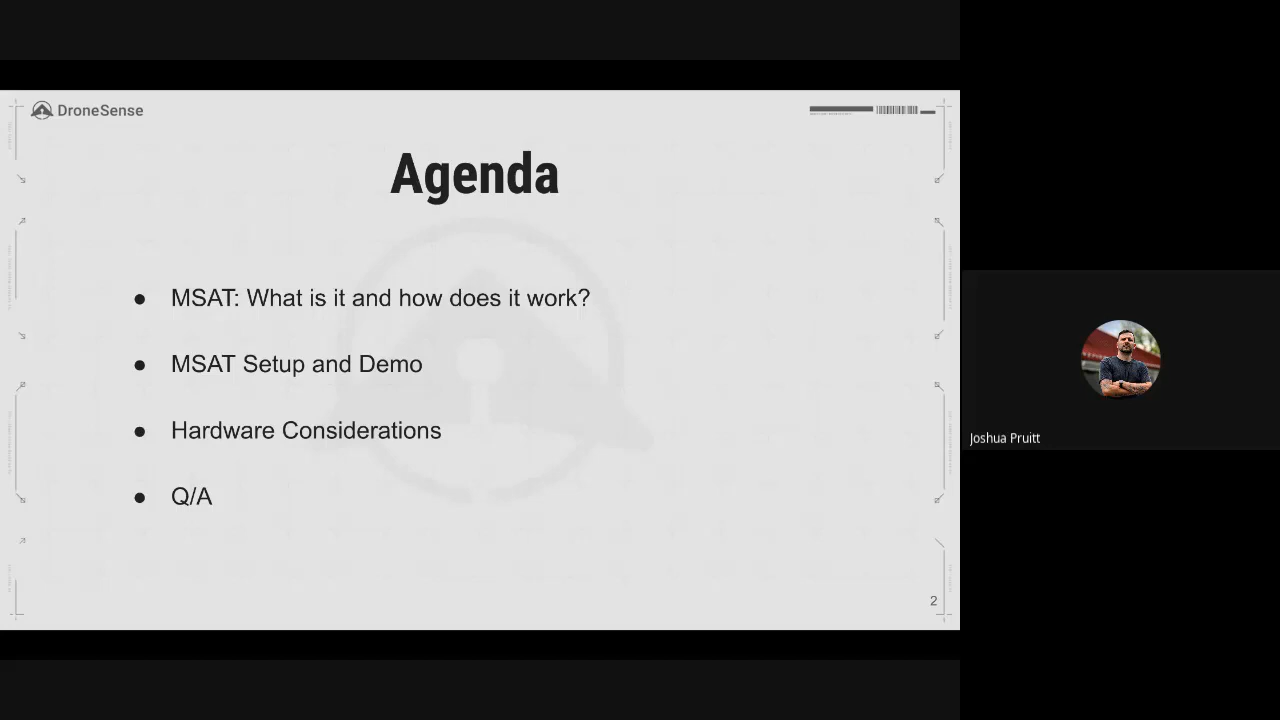 DroneSense
Agenda
● MSAT: What is it and how does it work?
● MSAT Setup and Demo
● Hardware Considerations
● Q/A
2
Joshua Pruitt